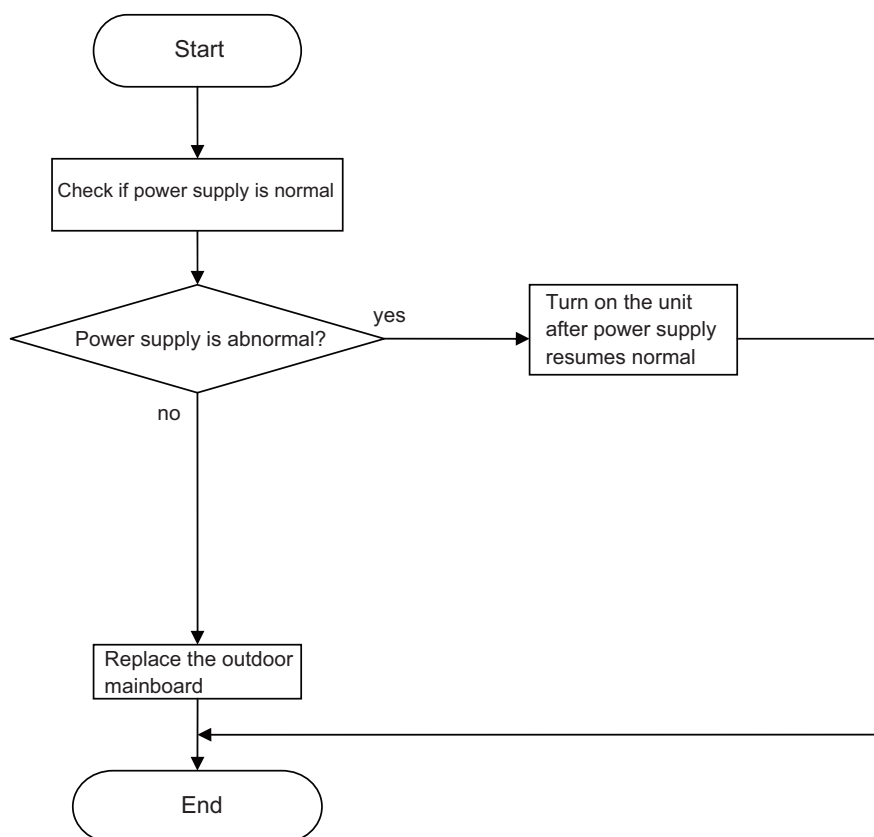 Start
Check if power supply is normal
Power supply is abnormal?
yes
Turn on the unit
after power supply
resumes normal
no
Replace the outdoor
mainboard
End